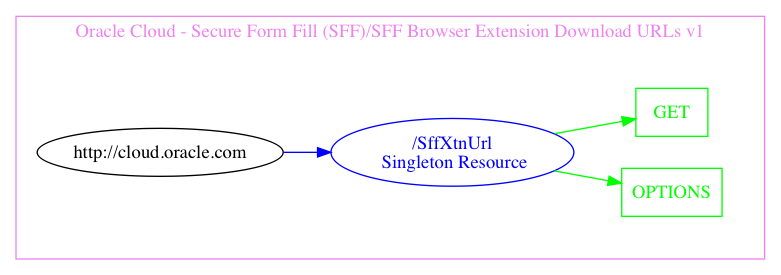 Oracle Cloud - Secure Form Fill (SFF)/SFF Browser Extension Download URLs v1
GET
http://cloud.oracle.com
/SffXtnUrl
Singleton Resource
OPTIONS